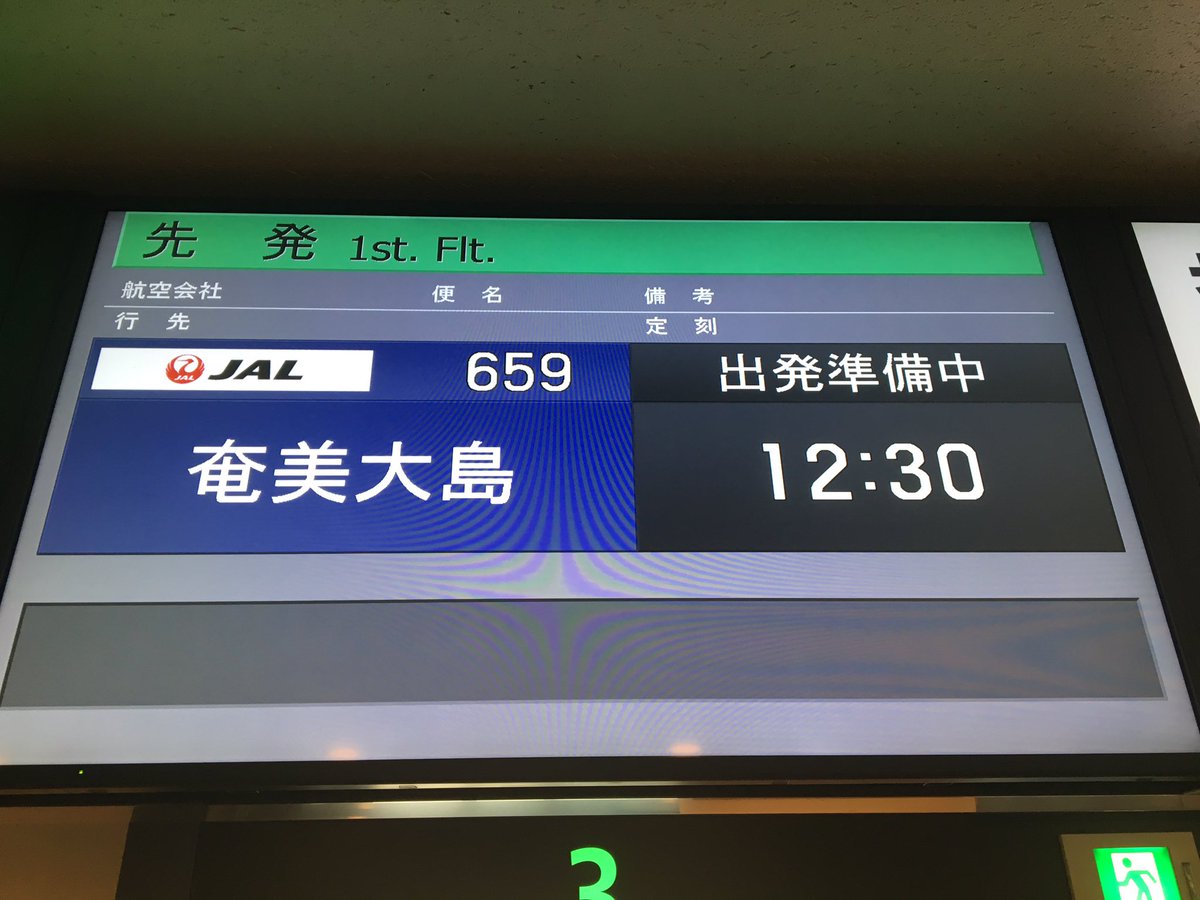 先 発 1st. Flt.
航空会社 便 名 備 考
行 先 定 刻
JAL JAL 659 出発準備中
奄美大島 12:30
3